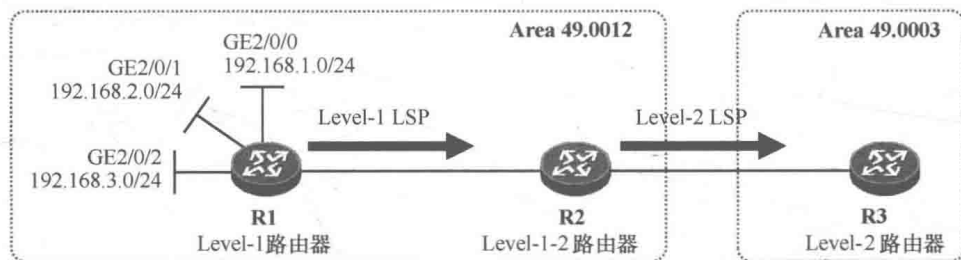 Area 49.0012
Area 49.0003
GE2/0/0
192.168.1.0/24
GE2/0/1
192.168.2.0/24
GE2/0/2
192.168.3.0/24
Level-1 LSP
Level-2 LSP
R1
Level-1路由器
R2
Level-1-2 路由器
R3
Level-2 路由器